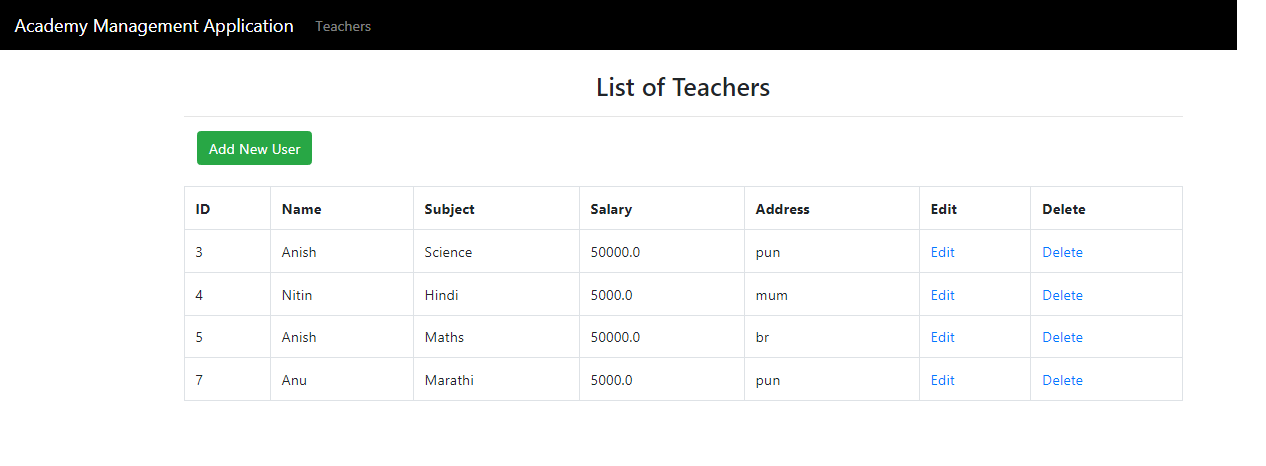 Academy Management Application Teachers
List of Teachers
Add New User
ID Name Subject Salary Address Edit Delete
3 Anish Science 50000.0 pun Edit Delete
4 Nitin Hindi 5000.0 mum Edit Delete
5 Anish Maths 50000.0 br Edit Delete
7 Anu Marathi 5000.0 pun Edit Delete